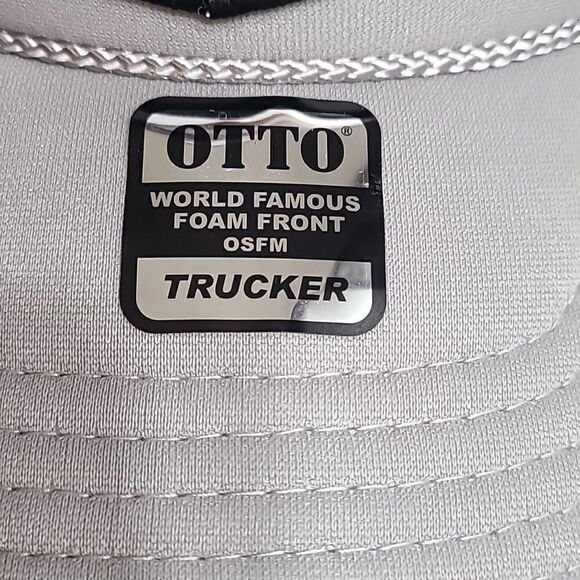 OTTO®
WORLD FAMOUS
FOAM FRONT
OSFM
TRUCKER